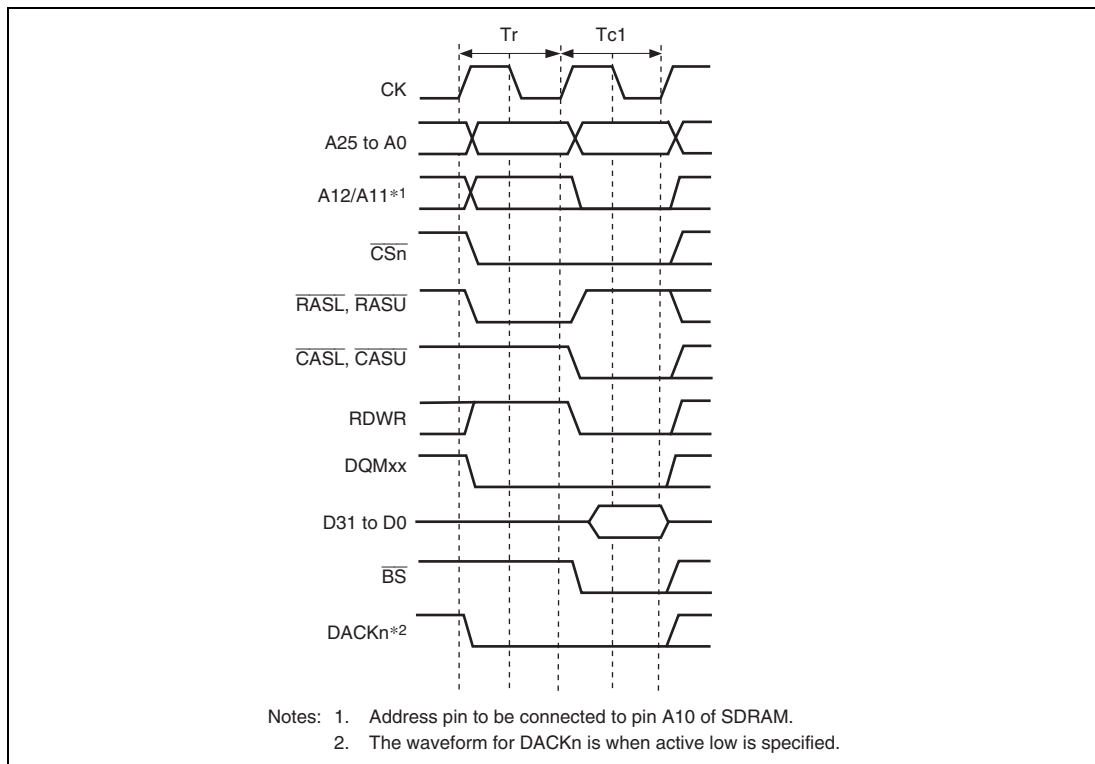 Tr Tc1
CK
A25 to A0
A12/A11*1
CSn
RASL, RASU
CASL, CASU
RDWR
DQMxx
D31 to D0
BS
DACKn*2
Notes: 1. Address pin to be connected to pin A10 of SDRAM.
2. The waveform for DACKn is when active low is specified.